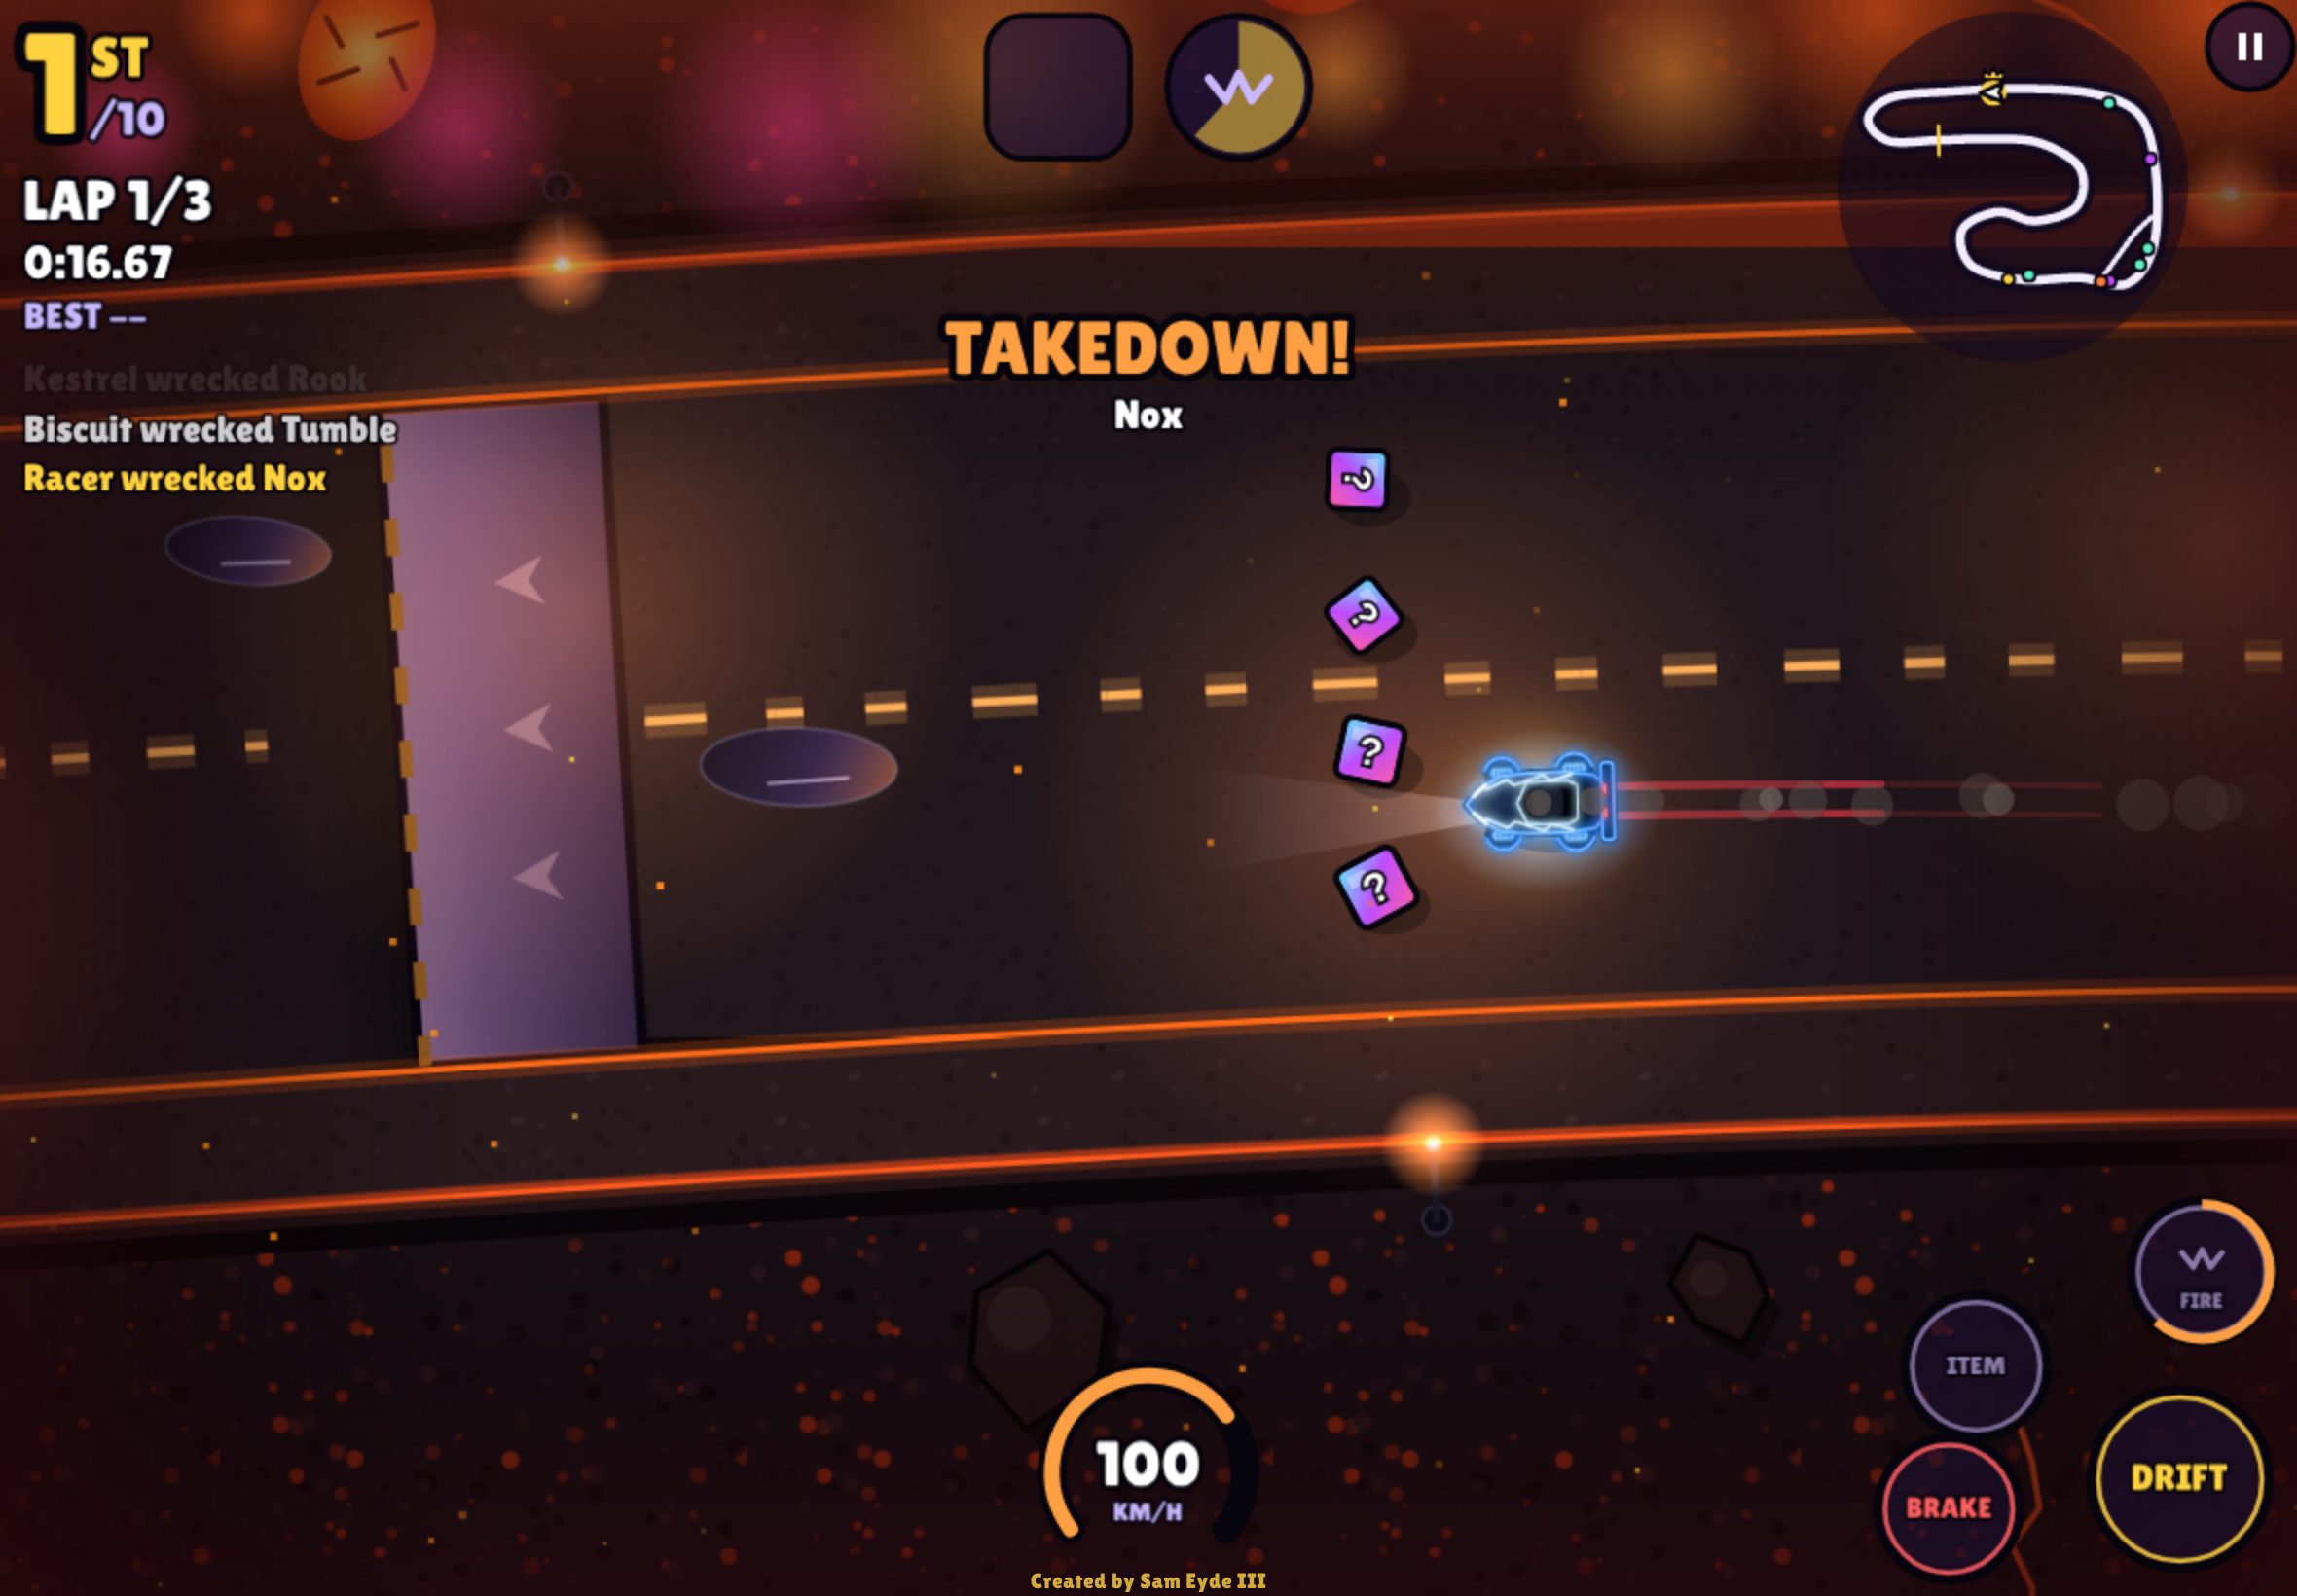 1ST
/10
LAP 1/3
0:16.67
BEST --
Kestrel wrecked Rook
Biscuit wrecked Tumble
Racer wrecked Nox
TAKEDOWN!
Nox
?
?
?
?
FIRE
ITEM
DRIFT
BRAKE
100
KM/H
Created by Sam Eyde III